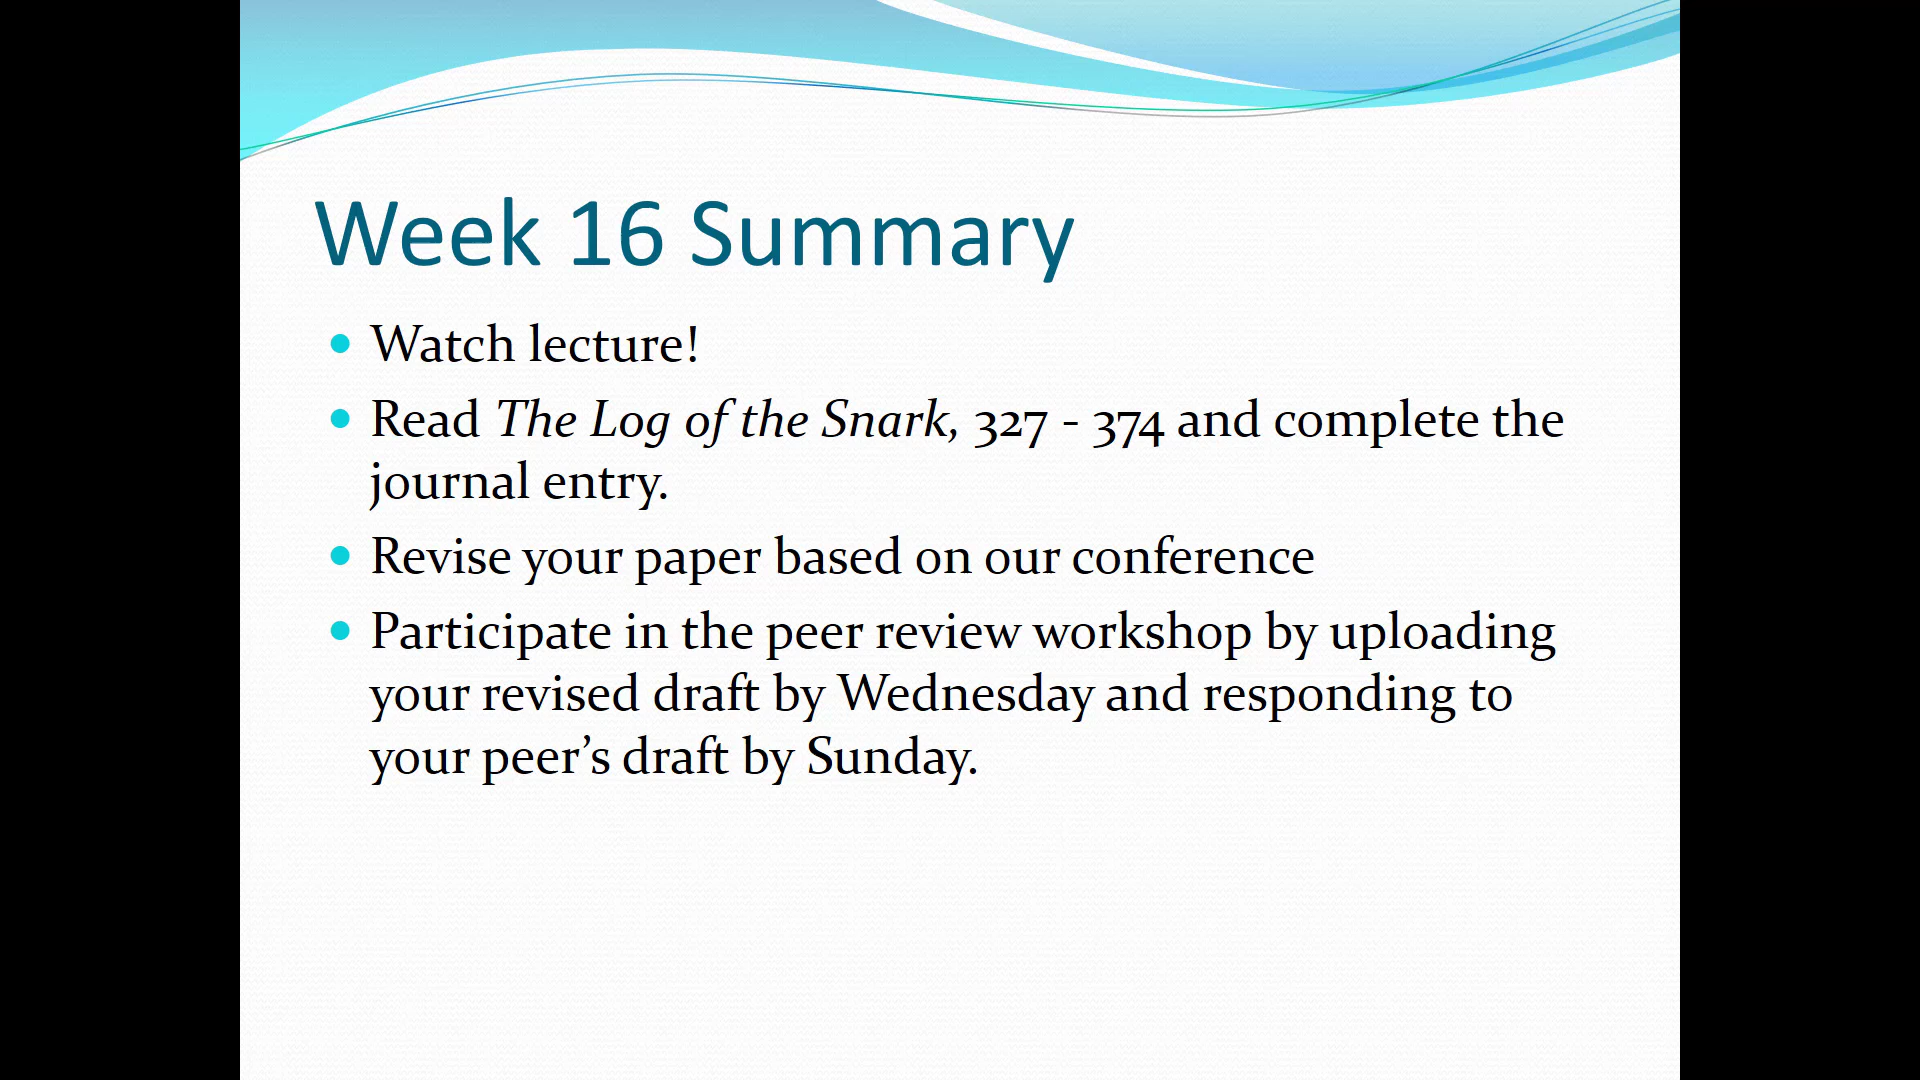 Week 16 Summary
Watch lecture!
Read The Log of the Snark, 327 - 374 and complete the
journal entry.
Revise your paper based on our conference
Participate in the peer review workshop by uploading
your revised draft by Wednesday and responding to
your peer’s draft by Sunday.